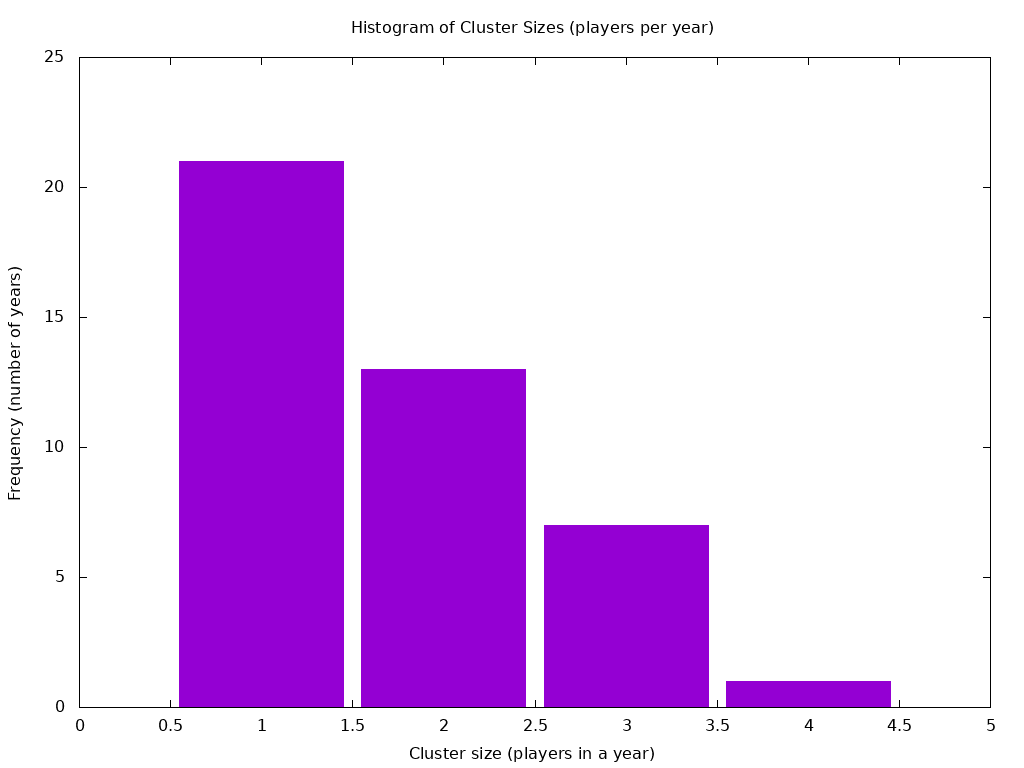 Histogram of Cluster Sizes (players per year)
25
20
15
10
5
0
Frequency (number of years)
0 0.5 1 1.5 2 2.5 3 3.5 4 4.5 5
Cluster size (players in a year)